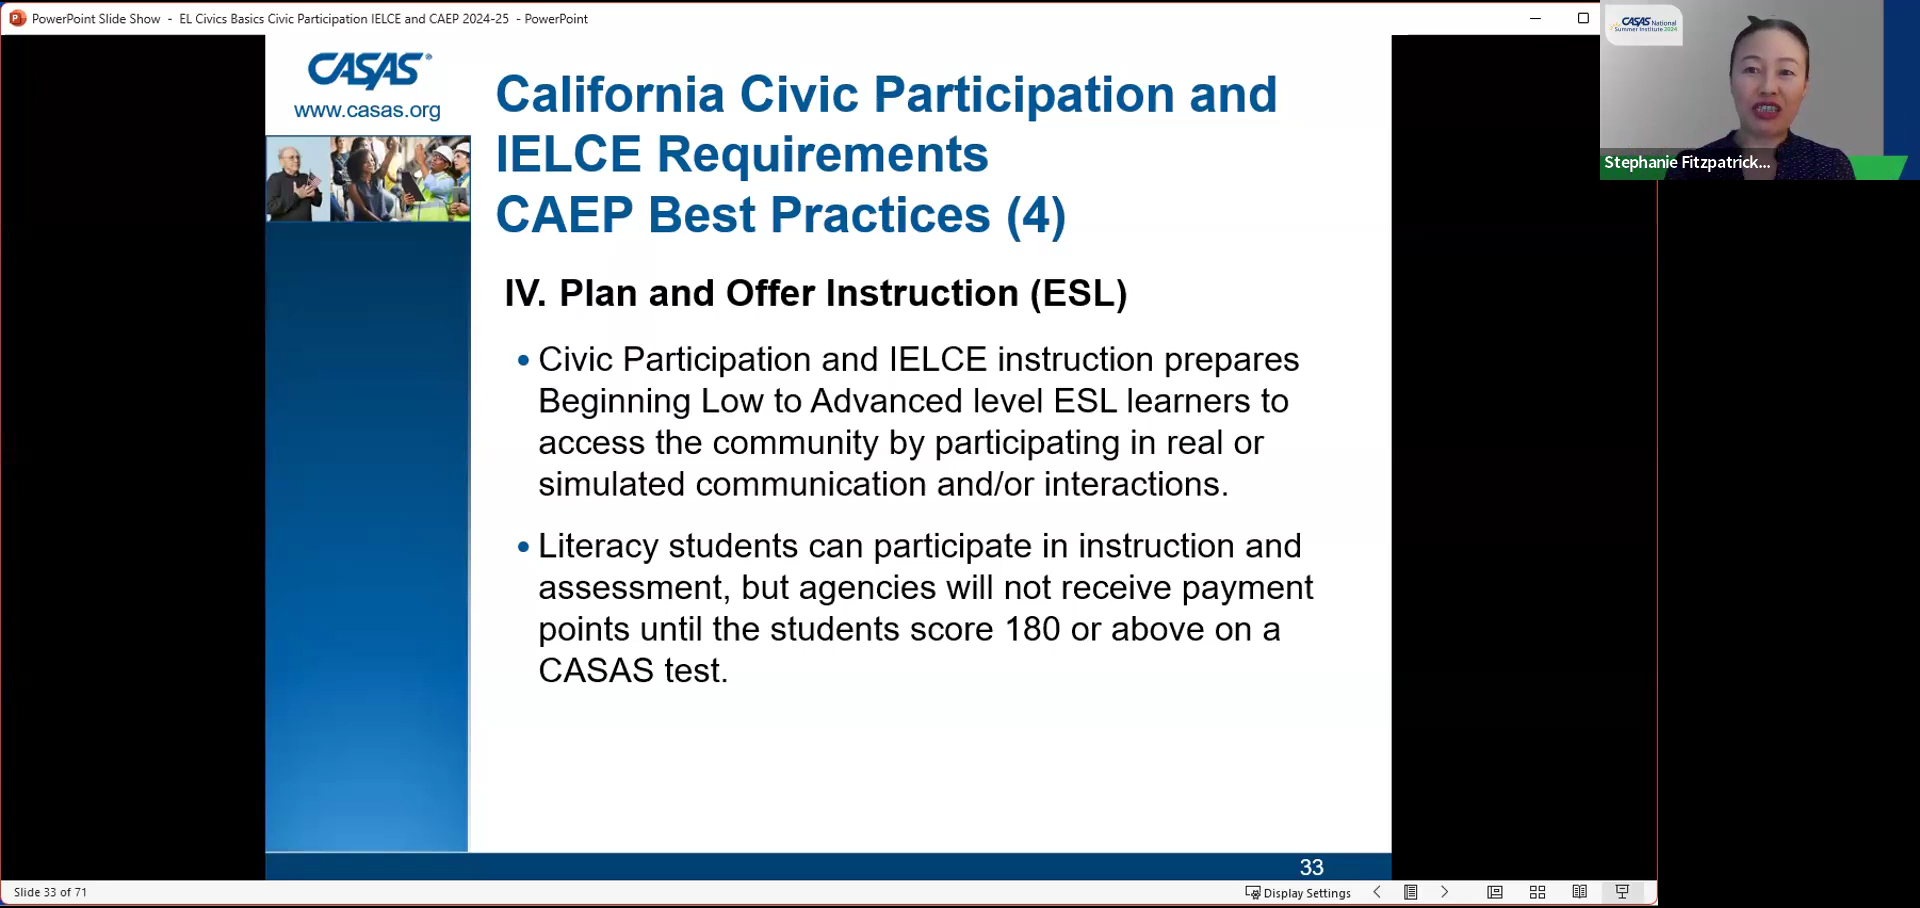 PowerPoint Slide Show - EL Civics Basics Civic Participation IELCE and CAEP 2024-25 - PowerPoint
CASAS National
Summer Institute 2024
Stephanie Fitzpatrick...
CASAS®
www.casas.org
California Civic Participation and
IELCE Requirements
CAEP Best Practices (4)
IV. Plan and Offer Instruction (ESL)
• Civic Participation and IELCE instruction prepares
Beginning Low to Advanced level ESL learners to
access the community by participating in real or
simulated communication and/or interactions.
• Literacy students can participate in instruction and
assessment, but agencies will not receive payment
points until the students score 180 or above on a
CASAS test.
33
Slide 33 of 71
Display Settings